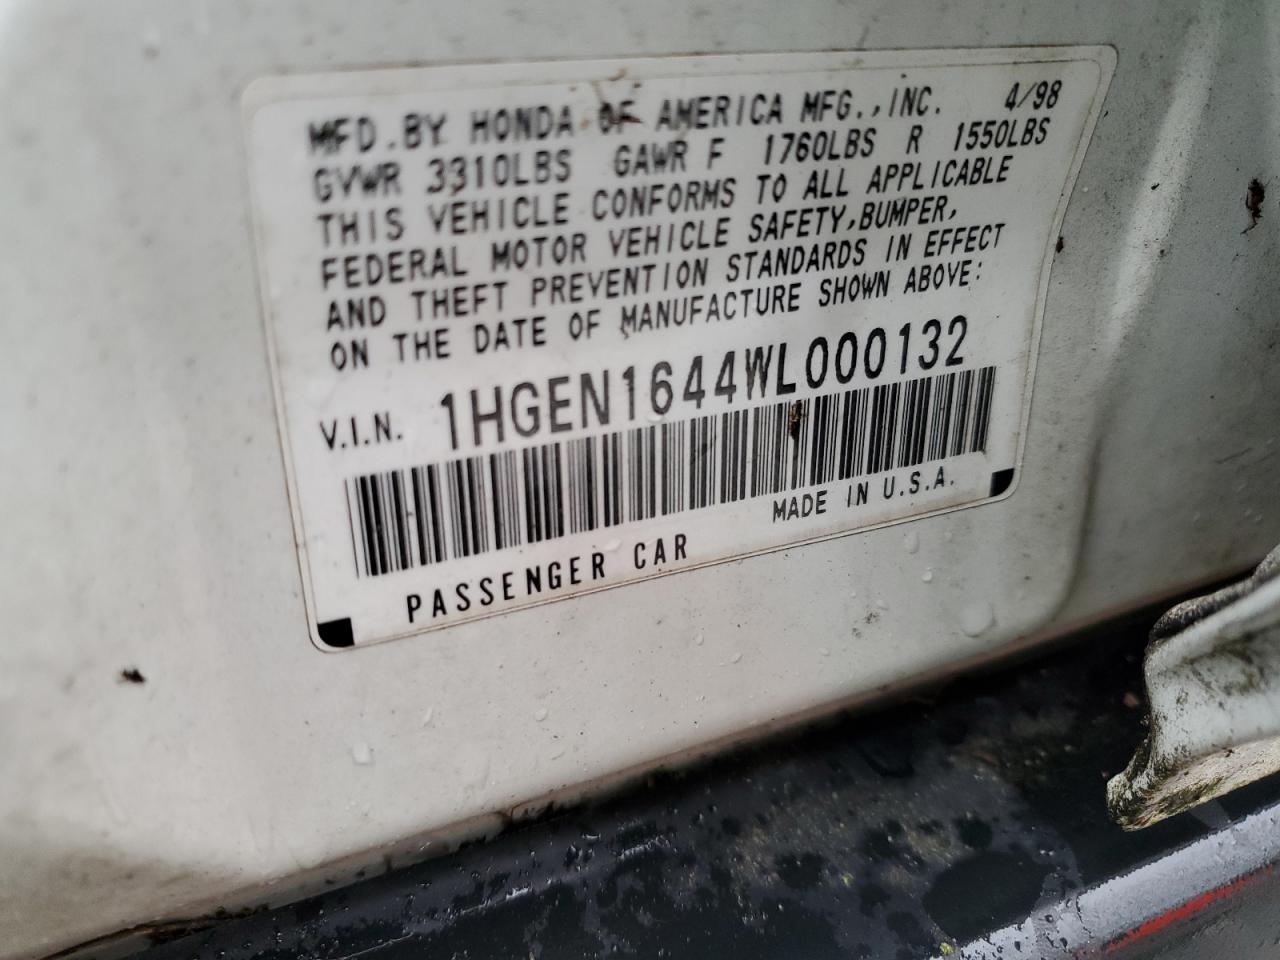 MFD.BY HONDA OF AMERICA MFG.,INC. 4/98
GVWR 3310LBS GAWR F 1760LBS R 1550LBS
THIS VEHICLE CONFORMS TO ALL APPLICABLE
FEDERAL MOTOR VEHICLE SAFETY,BUMPER,
AND THEFT PREVENTION STANDARDS IN EFFECT
ON THE DATE OF MANUFACTURE SHOWN ABOVE:
V.I.N. 1HGEN1644WL000132
MADE IN U.S.A.
PASSENGER CAR